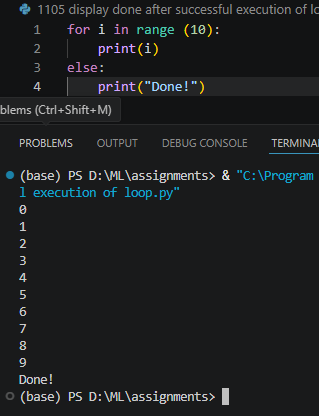 1105 display done after successful execution of lo
1 for i in range (10):
2 print(i)
3 else:
4 print("Done!")
blems (Ctrl+Shift+M)
PROBLEMS OUTPUT DEBUG CONSOLE TERMINAL
(base) PS D:\ML\assignments> & "C:\Program
l execution of loop.py"
0
1
2
3
4
5
6
7
8
9
Done!
(base) PS D:\ML\assignments>